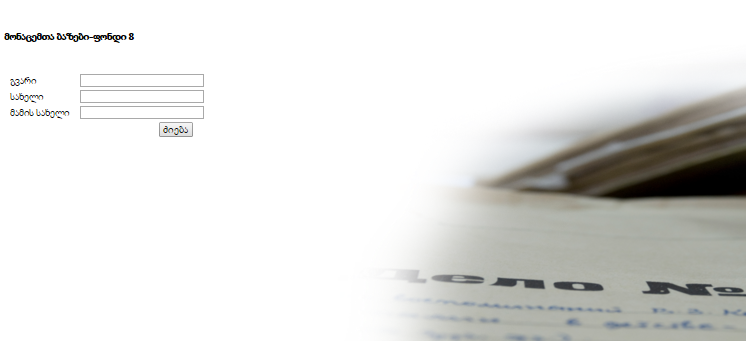 მონაცემთა ბაზები-ფონდი 8
გვარი
სახელი
მამის სახელი
ძიება
Дело №